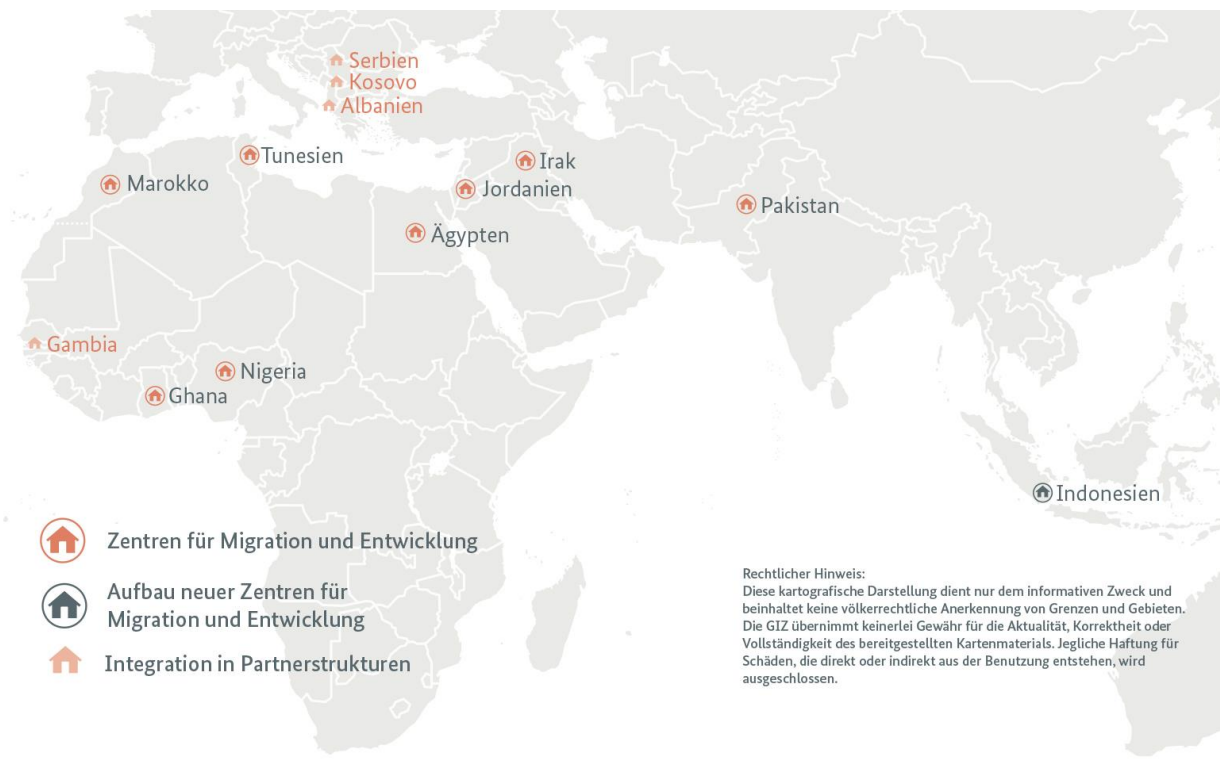 Serbien
Kosovo
Albanien
Tunesien
Irak
Marokko
Jordanien
Pakistan
Ägypten
Gambia
Nigeria
Ghana
Indonesien
Zentren für Migration und Entwicklung
Aufbau neuer Zentren für
Migration und Entwicklung
Integration in Partnerstrukturen
Rechtlicher Hinweis:
Diese kartografische Darstellung dient nur dem informativen Zweck und
beinhaltet keine völkerrechtliche Anerkennung von Grenzen und Gebieten.
Die GIZ übernimmt keinerlei Gewähr für die Aktualität, Korrektheit oder
Vollständigkeit des bereitgestellten Kartenmaterials. Jegliche Haftung für
Schäden, die direkt oder indirekt aus der Benutzung entstehen, wird
ausgeschlossen.